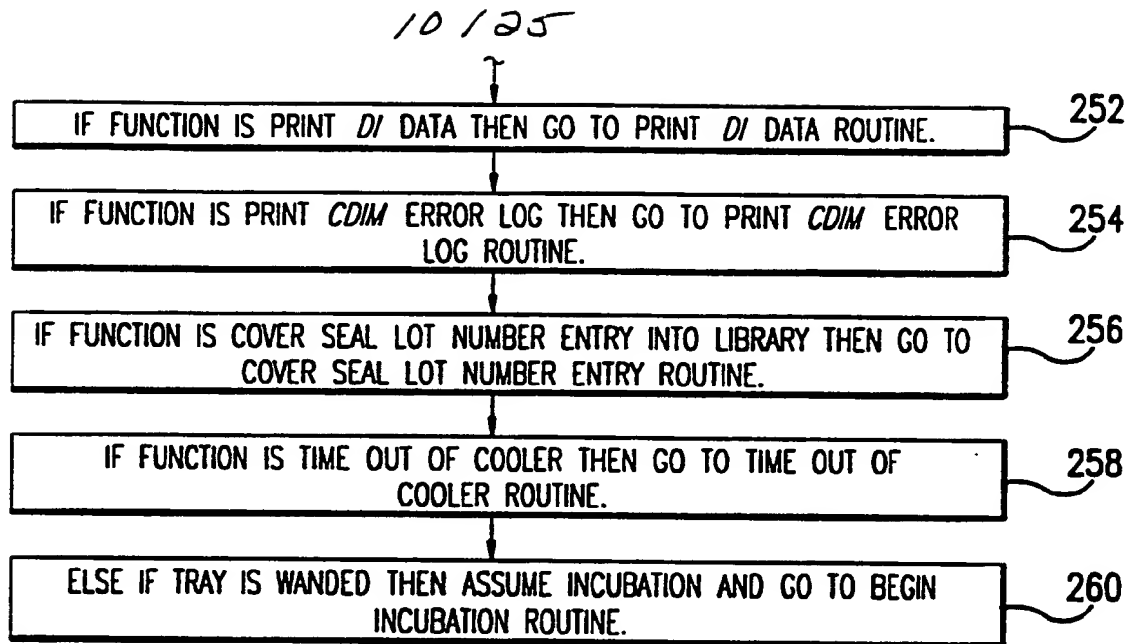 10/25
IF FUNCTION IS PRINT DI DATA THEN GO TO PRINT DI DATA ROUTINE.
252
IF FUNCTION IS PRINT CDIM ERROR LOG THEN GO TO PRINT CDIM ERROR
LOG ROUTINE.
254
IF FUNCTION IS COVER SEAL LOT NUMBER ENTRY INTO LIBRARY THEN GO TO
COVER SEAL LOT NUMBER ENTRY ROUTINE.
256
IF FUNCTION IS TIME OUT OF COOLER THEN GO TO TIME OUT OF
COOLER ROUTINE.
258
ELSE IF TRAY IS WANDED THEN ASSUME INCUBATION AND GO TO BEGIN
INCUBATION ROUTINE.
260